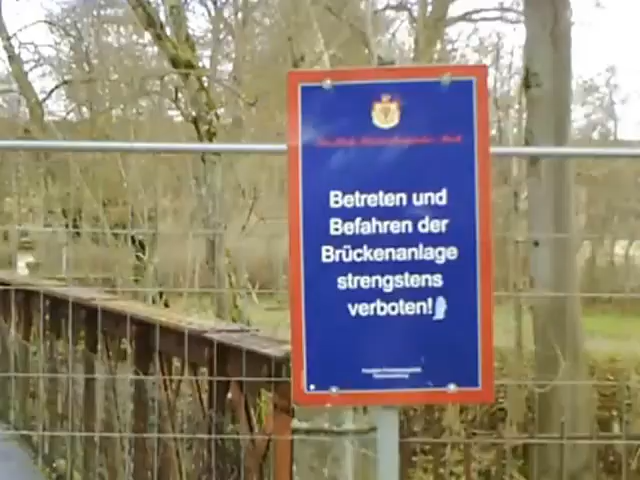 Betreten und
Befahren der
Brückenanlage
strengstens
verboten!